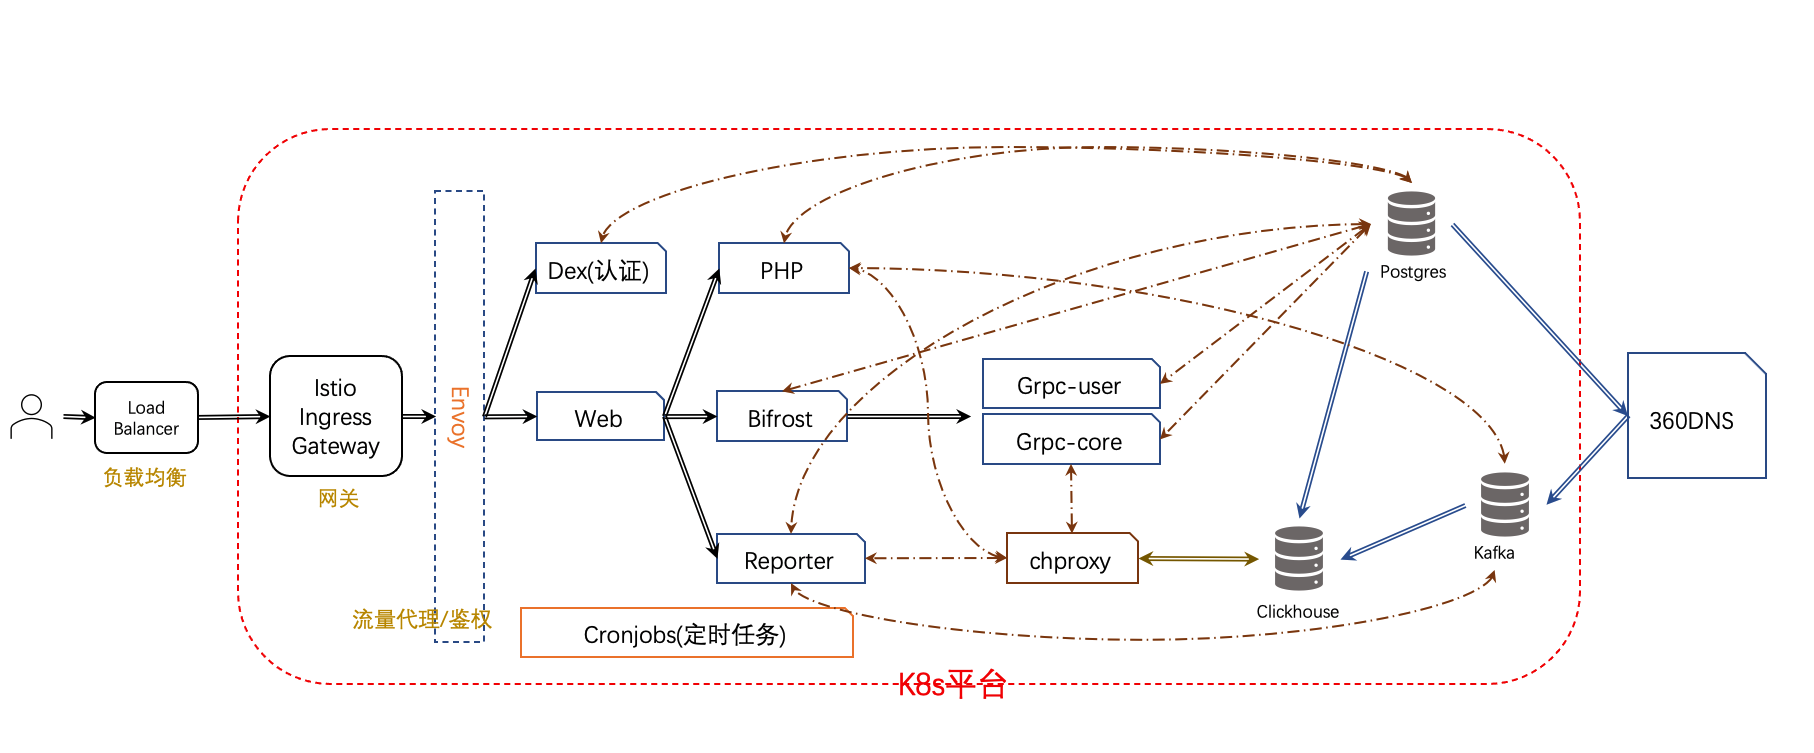 Load
Balancer
负载均衡
Istio
Ingress
Gateway
网关
Envoy
流量代理/鉴权
Dex(认证)
Web
PHP
Bifrost
Reporter
Cronjobs(定时任务)
Grpc-user
Grpc-core
chproxy
Postgres
Clickhouse
Kafka
360DNS
K8s平台